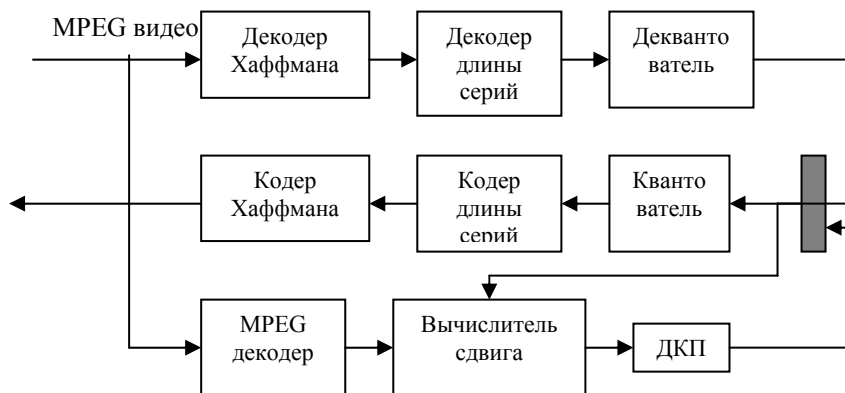 MPEG видео
Декодер
Хаффмана
Декодер
длины
серий
Декванто
ватель
Кодер
Хаффмана
Кодер
длины
серий
Кванто
ватель
MPEG
декодер
Вычислитель
сдвига
ДКП